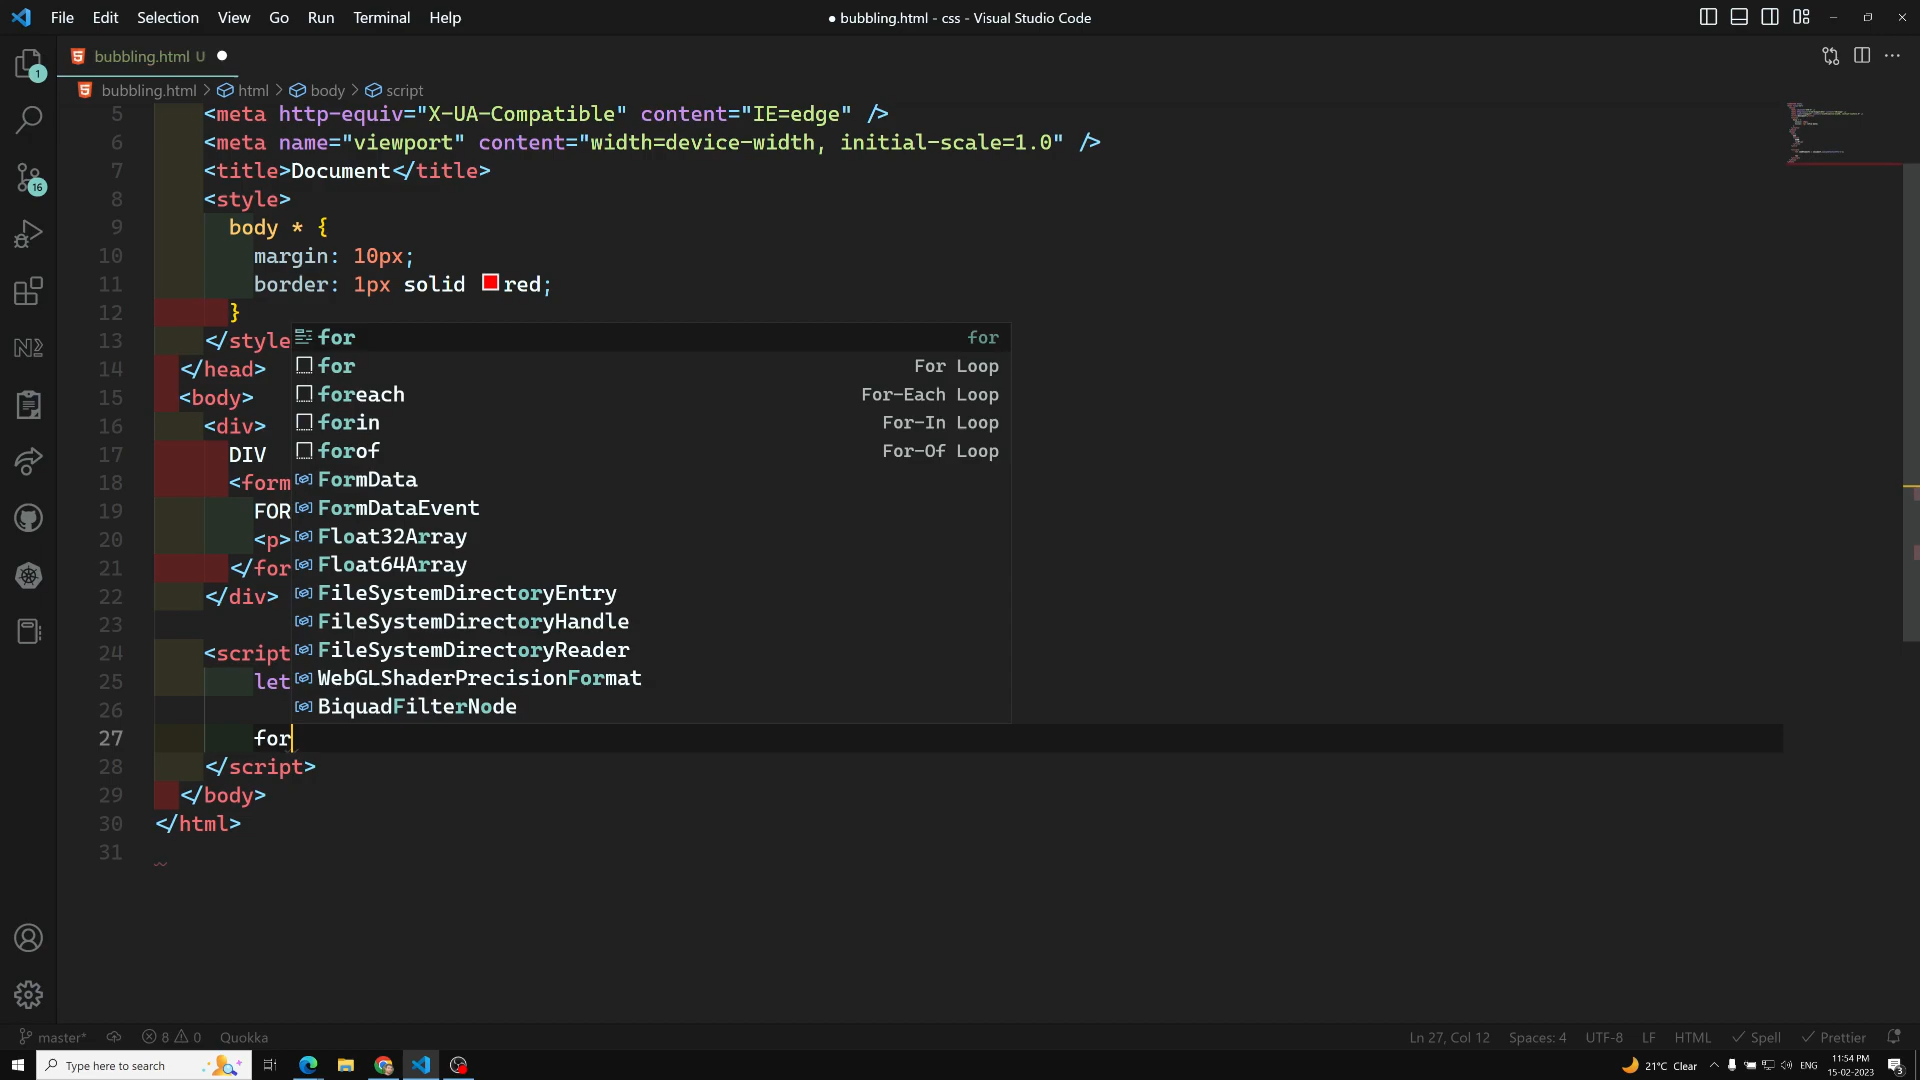 File Edit Selection View Go Run Terminal Help
● bubbling.html - css - Visual Studio Code
1
bubbling.html U
bubbling.html > html > body > script
5 <meta http-equiv="X-UA-Compatible" content="IE=edge" />
6 <meta name="viewport" content="width=device-width, initial-scale=1.0" />
7 <title>Document</title>
8 <style>
9 body * {
10 margin: 10px;
11 border: 1px solid red;
12 }
13 </style
14 </head>
15 <body>
16 <div>
17 DIV
18 <form
19 FOR
20 <p>
21 </for
22 </div>
23
24 <script
25 let
26
27 for
28 </script>
29 </body>
30 </html>
31
for for
for For Loop
foreach For-Each Loop
forin For-In Loop
forof For-Of Loop
FormData
FormDataEvent
Float32Array
Float64Array
FileSystemDirectoryEntry
FileSystemDirectoryHandle
FileSystemDirectoryReader
WebGLShaderPrecisionFormat
BiquadFilterNode
16
master* 8 0 Quokka Ln 27, Col 12 Spaces: 4 UTF-8 LF HTML Spell Prettier
Type here to search 21°C Clear ENG
11:54 PM
15-02-2023
3